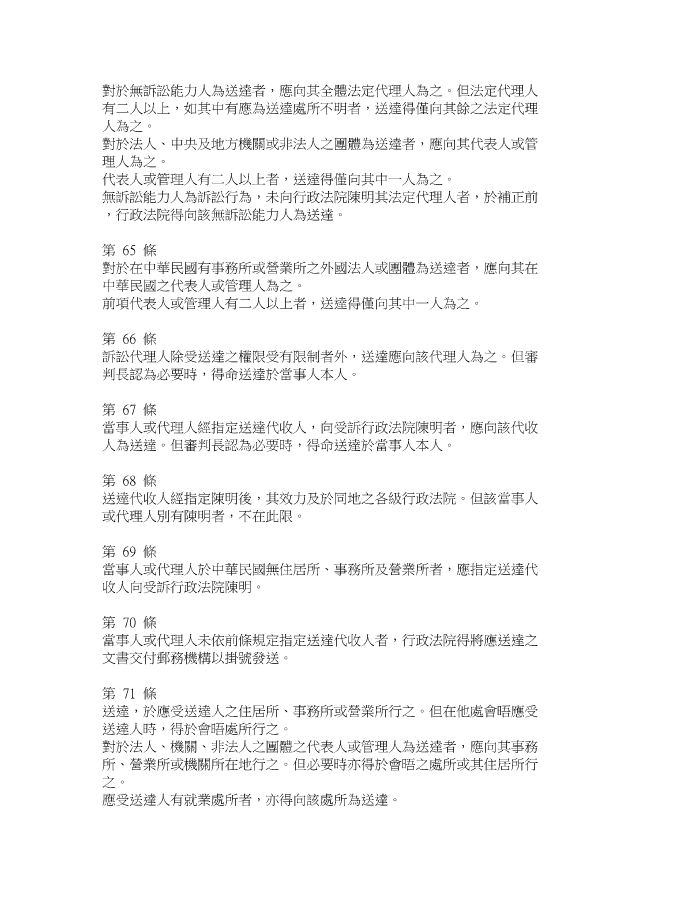 對於無訴訟能力人為送達者，應向其全體法定代理人為之。但法定代理人
有二人以上，如其中有應為送達處所不明者，送達得僅向其餘之法定代理
人為之。
對於法人、中央及地方機關或非法人之團體為送達者，應向其代表人或管
理人為之。
代表人或管理人有二人以上者，送達得僅向其中一人為之。
無訴訟能力人為訴訟行為，未向行政法院陳明其法定代理人者，於補正前
，行政法院得向該無訴訟能力人為送達。
第 65 條
對於在中華民國有事務所或營業所之外國法人或團體為送達者，應向其在
中華民國之代表人或管理人為之。
前項代表人或管理人有二人以上者，送達得僅向其中一人為之。
第 66 條
訴訟代理人除受送達之權限受有限制者外，送達應向該代理人為之。但審
判長認為必要時，得命送達於當事人本人。
第 67 條
當事人或代理人經指定送達代收人，向受訴行政法院陳明者，應向該代收
人為送達。但審判長認為必要時，得命送達於當事人本人。
第 68 條
送達代收人經指定陳明後，其效力及於同地之各級行政法院。但該當事人
或代理人別有陳明者，不在此限。
第 69 條
當事人或代理人於中華民國無住居所、事務所及營業所者，應指定送達代
收人向受訴行政法院陳明。
第 70 條
當事人或代理人未依前條規定指定送達代收人者，行政法院得將應送達之
文書交付郵務機構以掛號發送。
第 71 條
送達，於應受送達人之住居所、事務所或營業所行之。但在他處會晤應受
送達人時，得於會晤處所行之。
對於法人、機關、非法人之團體之代表人或管理人為送達者，應向其事務
所、營業所或機關所在地行之。但必要時亦得於會晤之處所或其住居所行
之。
應受送達人有就業處所者，亦得向該處所為送達。